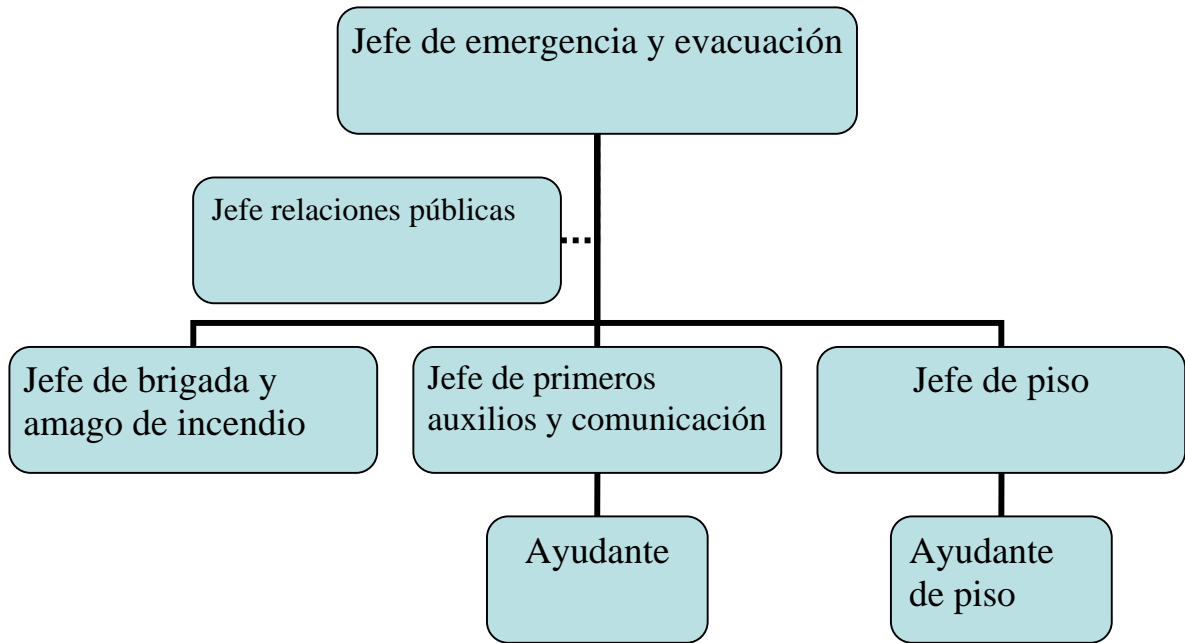 Jefe de emergencia y evacuación
Jefe relaciones públicas
Jefe de brigada y
amago de incendio
Jefe de primeros
auxilios y comunicación
Jefe de piso
Ayudante
Ayudante
de piso